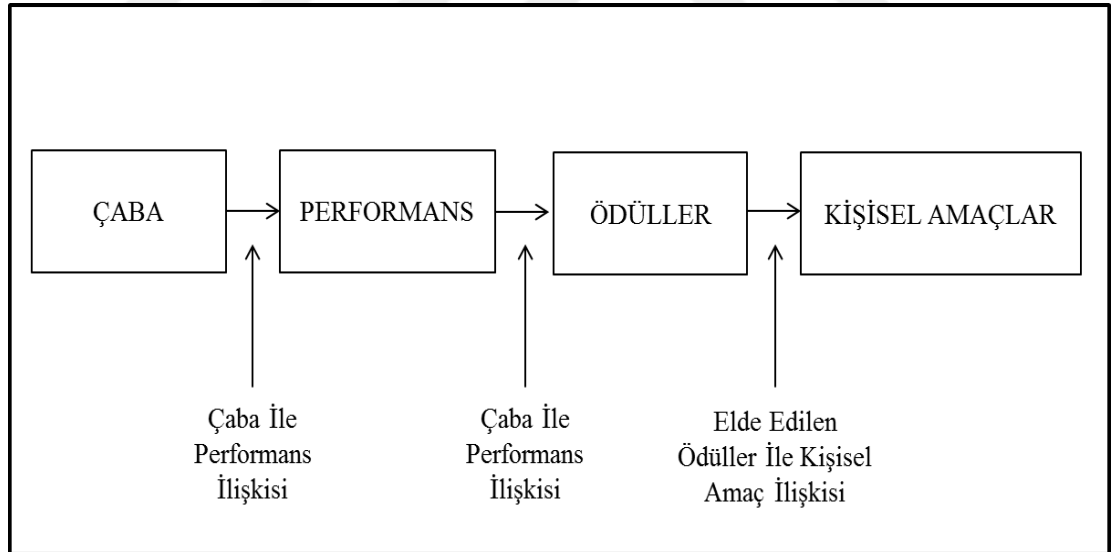 ÇABA
PERFORMANS
ÖDÜLLER
KİŞİSEL AMAÇLAR
Çaba İle
Performans
İlişkisi
Çaba İle
Performans
İlişkisi
Elde Edilen
Ödüller İle Kişisel
Amaç İlişkisi